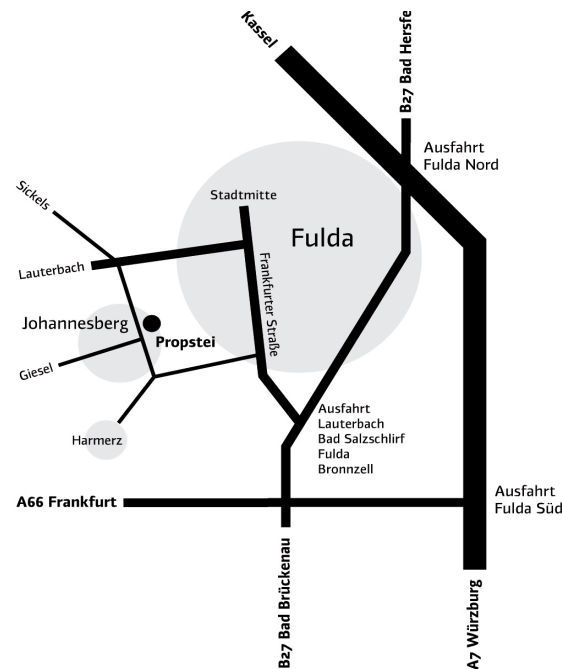 Kassel
B27 Bad Hersfe
Ausfahrt
Fulda Nord
Stadtmitte
Sickels
Fulda
Lauterbach
Frankfurter Straße
Johannesberg
Propstei
Giesel
Harmerz
Ausfahrt
Lauterbach
Bad Salzschlirf
Fulda
Bronnzell
A66 Frankfurt
Ausfahrt
Fulda Süd
B27 Bad Brückenau
A7 Würzburg